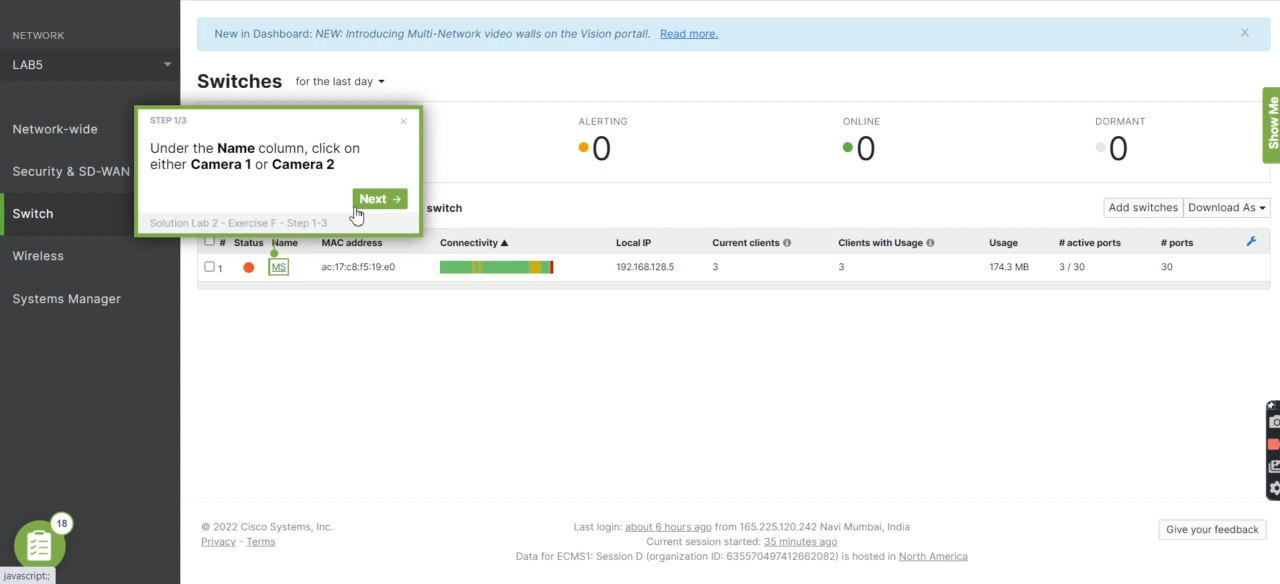 NETWORK
LAB5
Network-wide
Security & SD-WAN
Switch
Wireless
Systems Manager
18
javascript:;
New in Dashboard: NEW: Introducing Multi-Network video walls on the Vision portal!. Read more.
×
Switches for the last day
STEP 1/3
×
Under the Name column, click on
either Camera 1 or Camera 2
Next →
Solution Lab 2 - Exercise F - Step 1-3
ALERTING
0
ONLINE
0
DORMANT
0
Show Me
switch
Add switches
Download As
# Status Name MAC address Connectivity ▲ Local IP Current clients Clients with Usage Usage # active ports # ports
1 MS ac:17:c8:f5:19:e0 192.168.128.5 3 3 174.3 MB 3 / 30 30
© 2022 Cisco Systems, Inc.
Privacy - Terms
Last login: about 6 hours ago from 165.225.120.242 Navi Mumbai, India
Current session started: 35 minutes ago
Data for ECMS1: Session D (organization ID: 635570497412662082) is hosted in North America
Give your feedback